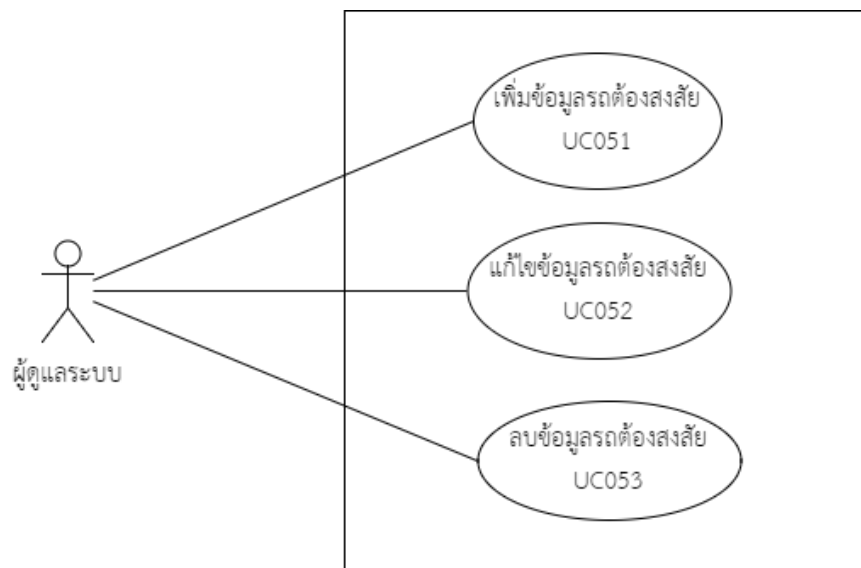 เพิ่มข้อมูลรถต้องสงสัย
UC051
แก้ไขข้อมูลรถต้องสงสัย
UC052
ผู้ดูแลระบบ
ลบข้อมูลรถต้องสงสัย
UC053